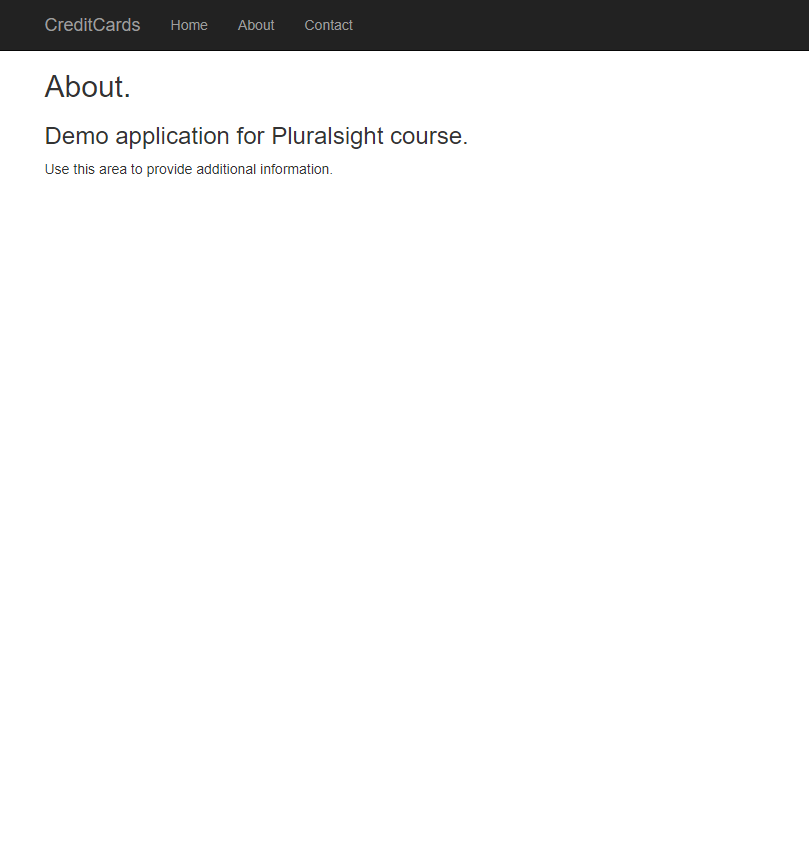 CreditCards Home About Contact
About.
Demo application for Pluralsight course.
Use this area to provide additional information.